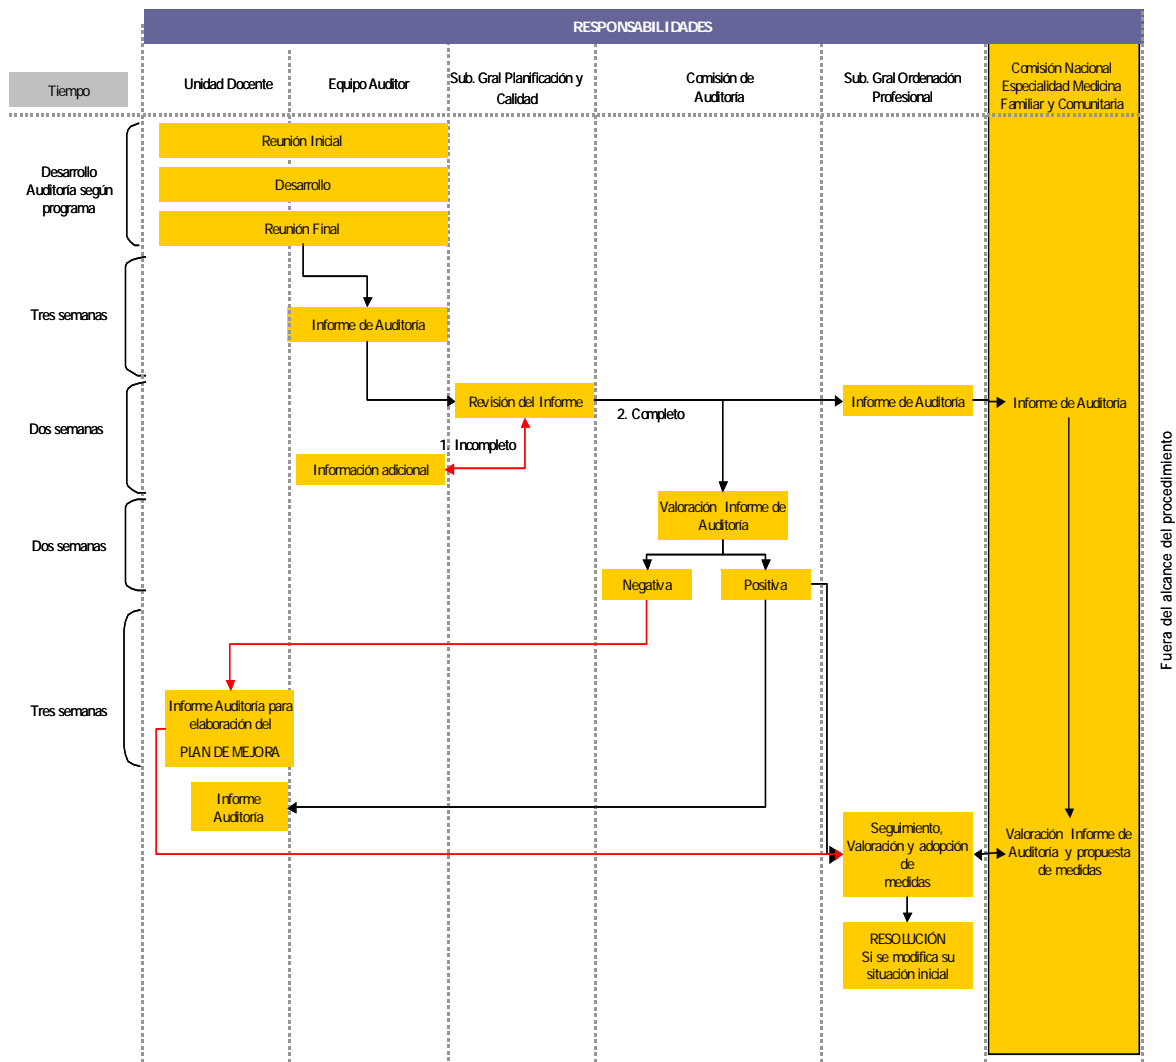 RESPONSABILIDADES
Tiempo
Unidad Docente
Equipo Auditor
Sub. Gral Planificación y
Calidad
Comisión de
Auditoría
Sub. Gral Ordenación
Profesional
Comisión Nacional
Especialidad Medicina
Familiar y Comunitaria
Desarrollo
Auditoría según
programa
Reunión Inicial
Desarrollo
Reunión Final
Tres semanas
Informe de Auditoría
Dos semanas
Revisión del Informe
2. Completo
Informe de Auditoría
Informe de Auditoría
1. Incompleto
Información adicional
Dos semanas
Valoración Informe de
Auditoría
Negativa
Positiva
Tres semanas
Informe Auditoría para
elaboración del
PLAN DE MEJORA
Informe
Auditoría
Seguimiento,
Valoración y adopción
de
medidas
Valoración Informe de
Auditoría y propuesta
de medidas
RESOLUCIÓN
Si se modifica su
situación inicial
Fuera del alcance del procedimiento